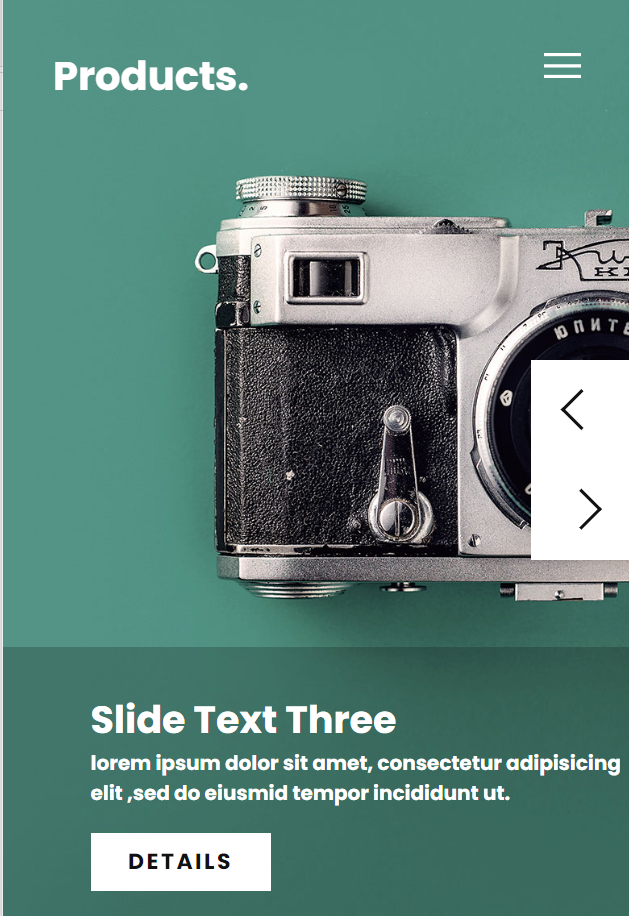 Products.
ЮПИТЕ
Slide Text Three
lorem ipsum dolor sit amet, consectetur adipisicing
elit ,sed do eiusmid tempor incididunt ut.
DETAILS